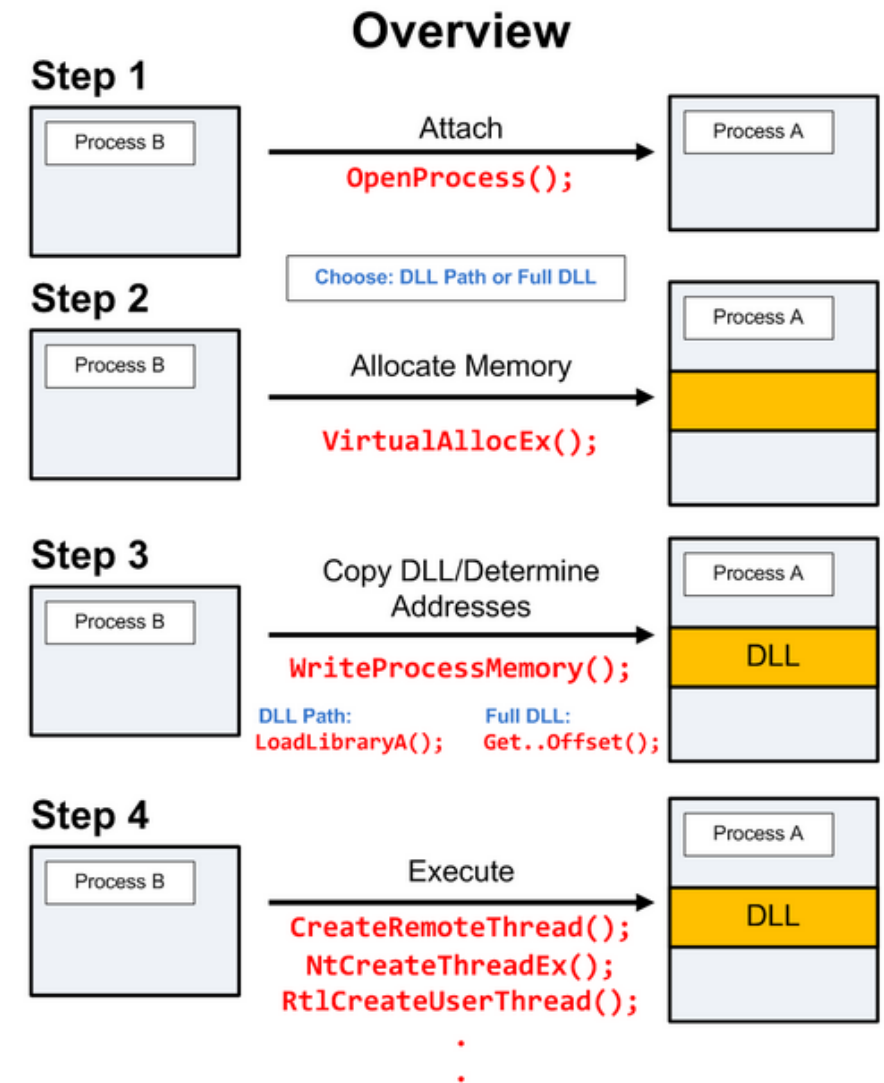 Overview
Step 1
Process B
Attach
OpenProcess();
Process A
Choose: DLL Path or Full DLL
Step 2
Process B
Allocate Memory
VirtualAllocEx();
Process A
Step 3
Process B
Copy DLL/Determine
Addresses
WriteProcessMemory();
DLL Path:
LoadLibraryA();
Full DLL:
Get..Offset();
Process A
DLL
Step 4
Process B
Execute
CreateRemoteThread();
NtCreateThreadEx();
RtlCreateUserThread();
.
.
Process A
DLL